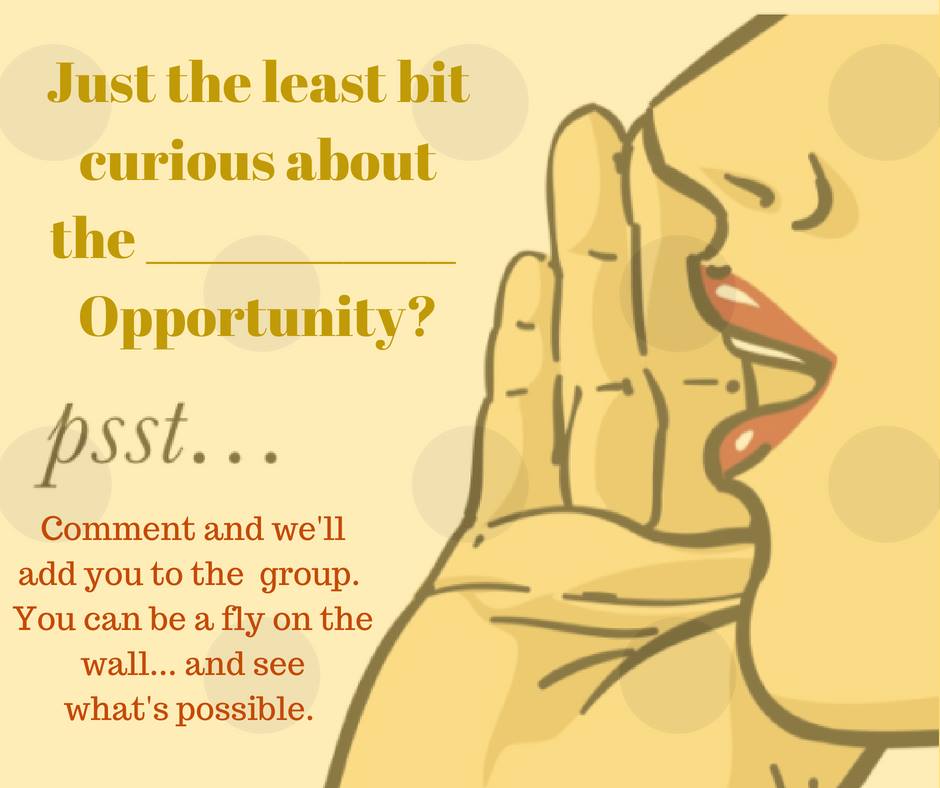 Just the least bit
curious about
the ______________
Opportunity?
psst...
Comment and we'll
add you to the  group.
You can be a fly on the
wall... and see
what's possible.